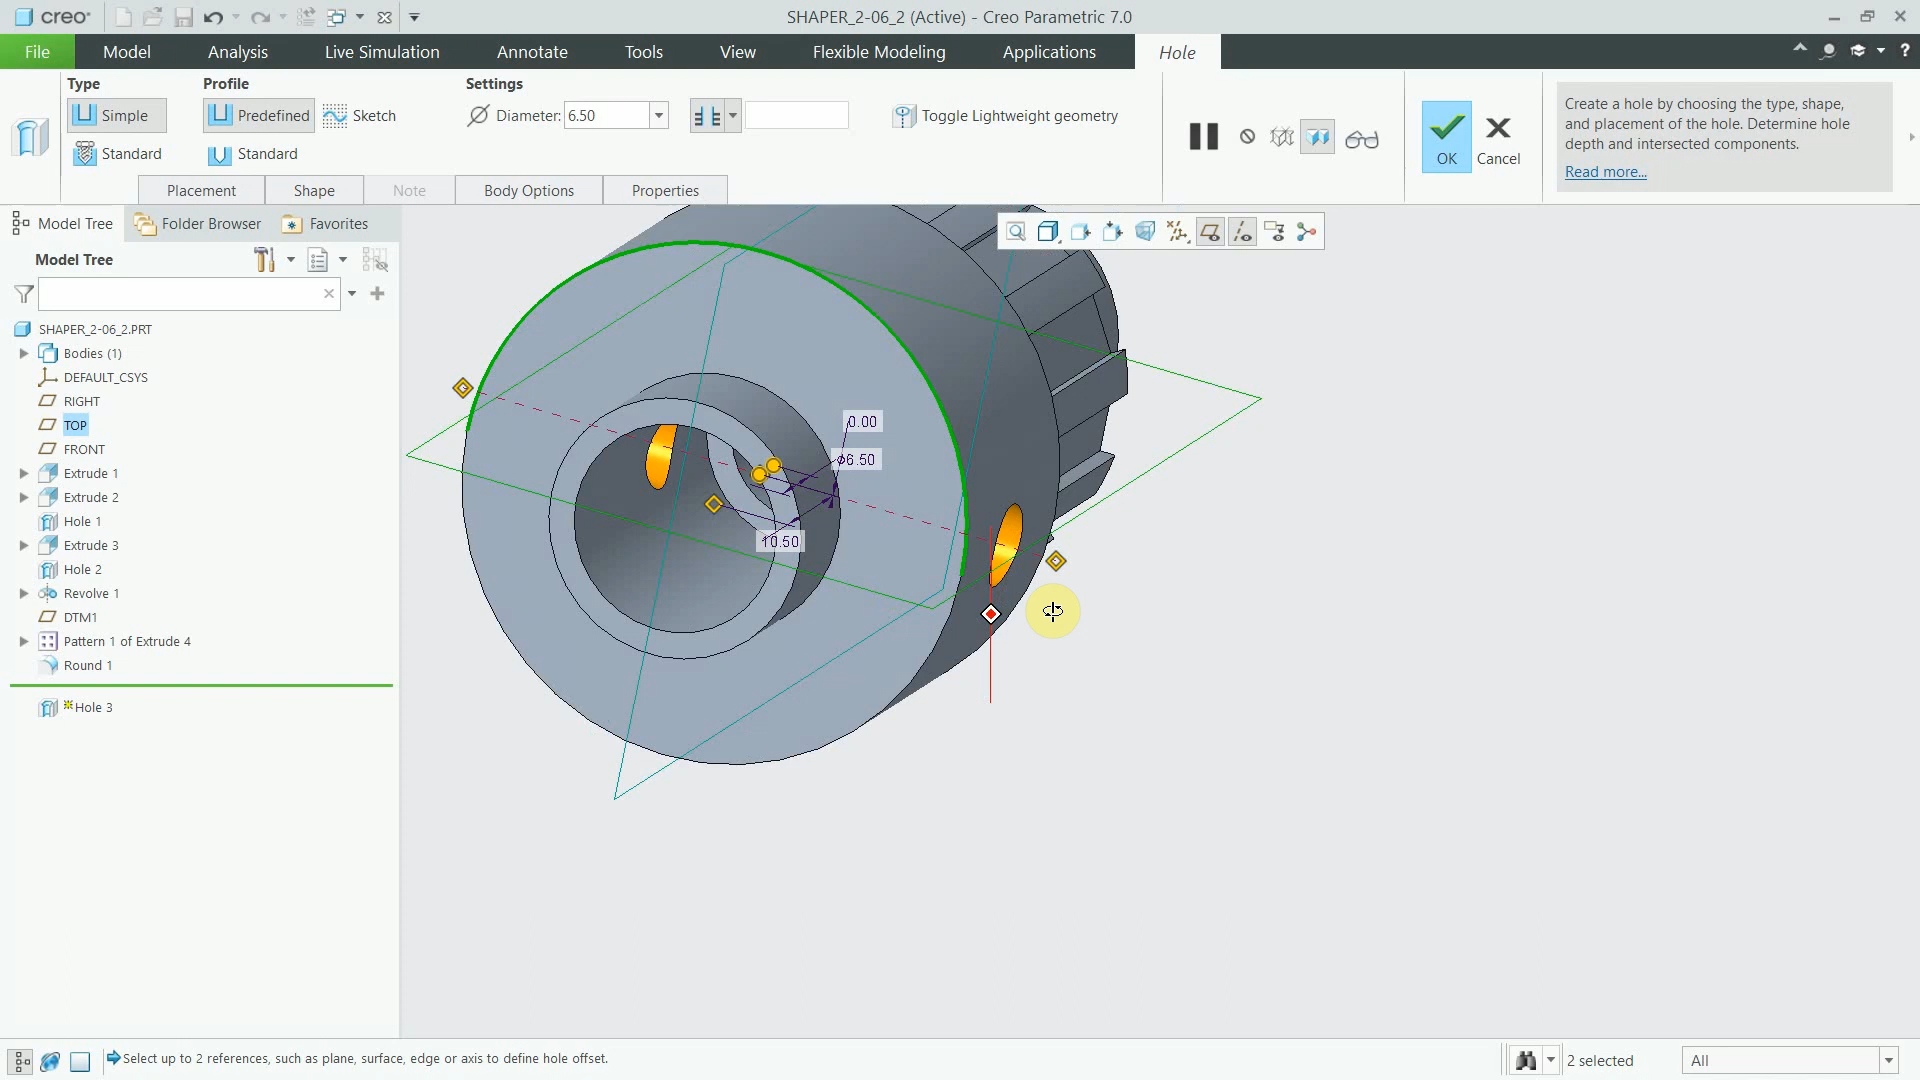 creo
SHAPER_2-06_2 (Active) - Creo Parametric 7.0
File
Model
Analysis
Live Simulation
Annotate
Tools
View
Flexible Modeling
Applications
Hole
?
Type
Simple
Standard
Profile
Predefined
Sketch
Standard
Settings
Diameter: 6.50
Toggle Lightweight geometry
OK
Cancel
Create a hole by choosing the type, shape,
and placement of the hole. Determine hole
depth and intersected components.
Read more...
Placement
Shape
Note
Body Options
Properties
Model Tree
Folder Browser
Favorites
Model Tree
SHAPER_2-06_2.PRT
Bodies (1)
DEFAULT_CSYS
RIGHT
TOP
FRONT
Extrude 1
Extrude 2
Hole 1
Extrude 3
Hole 2
Revolve 1
DTM1
Pattern 1 of Extrude 4
Round 1
Hole 3
0.00
ϕ6.50
10.50
Select up to 2 references, such as plane, surface, edge or axis to define hole offset.
2 selected
All